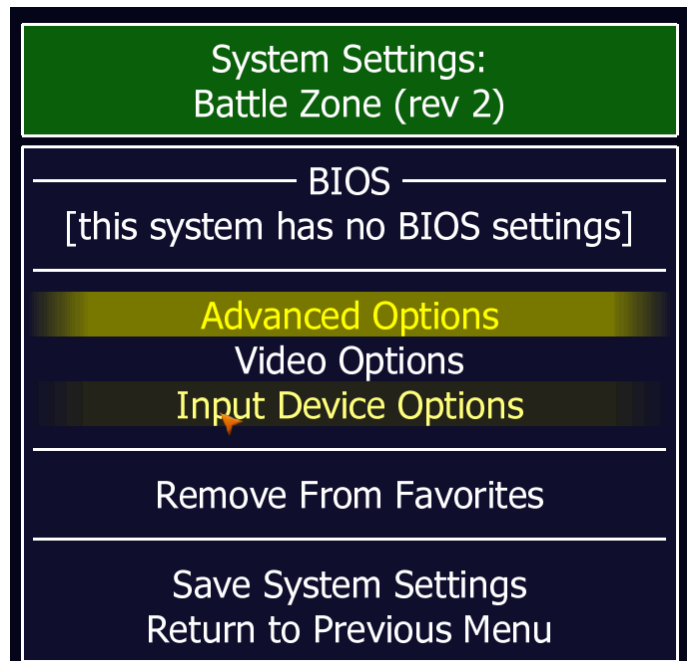 System Settings:
Battle Zone (rev 2)
BIOS
[this system has no BIOS settings]
Advanced Options
Video Options
Input Device Options
Remove From Favorites
Save System Settings
Return to Previous Menu